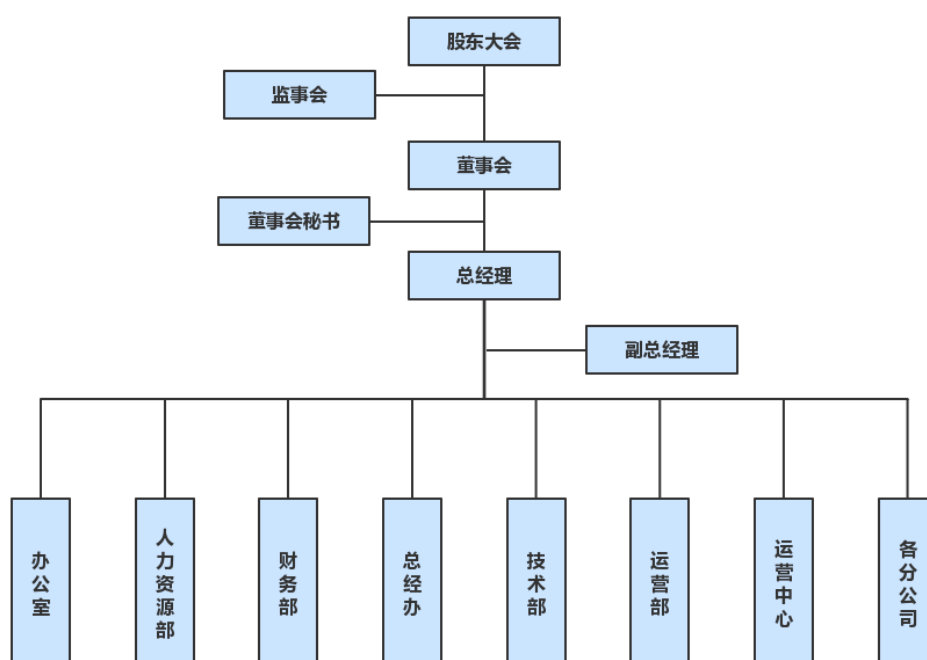 股东大会
监事会
董事会
董事会秘书
总经理
副总经理
办公室
人力资源部
财务部
总经办
技术部
运营部
运营中心
各分公司